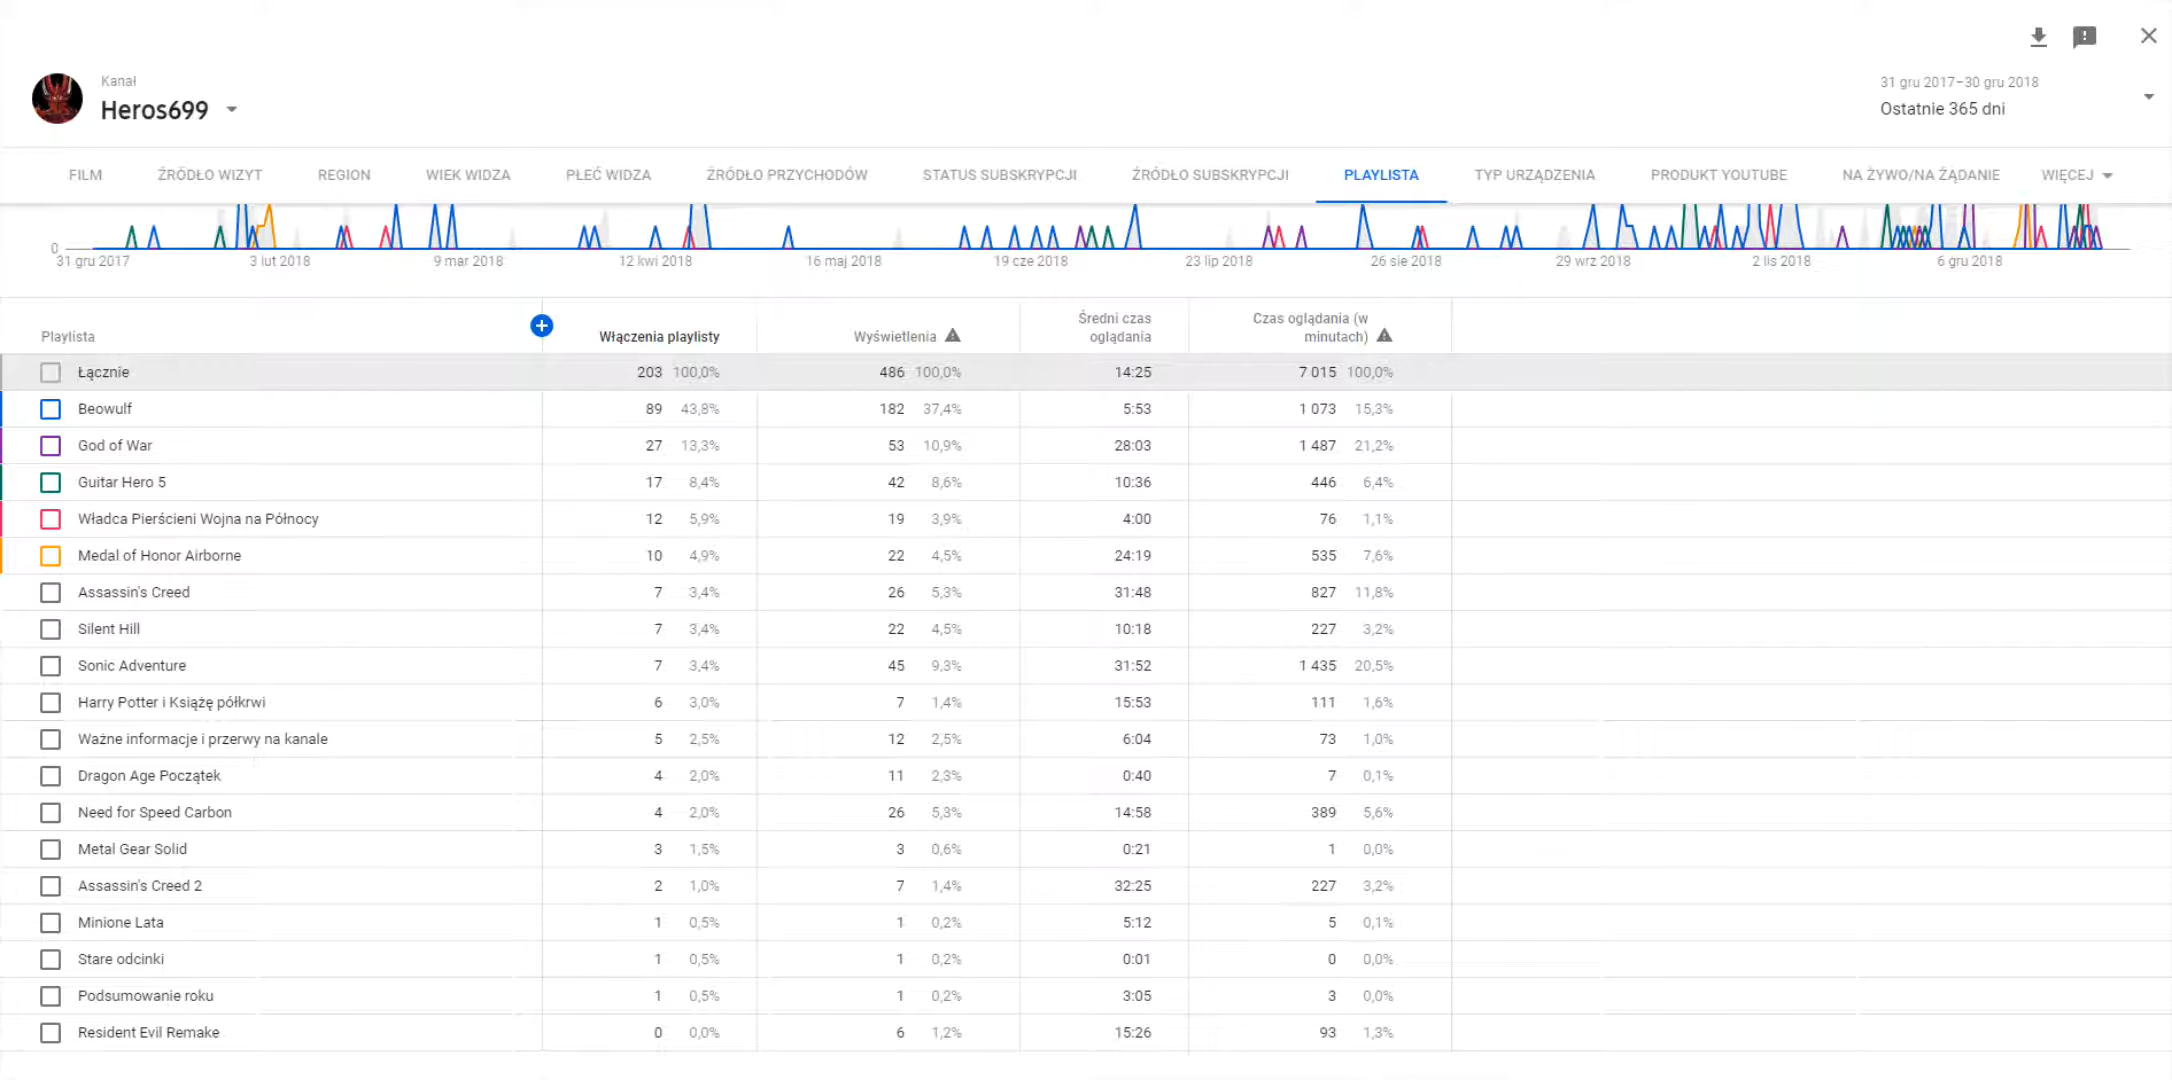 Kanał
Heros699
31 gru 2017–30 gru 2018
Ostatnie 365 dni
FILM ŹRÓDŁO WIZYT REGION WIEK WIDZA PŁEĆ WIDZA ŹRÓDŁO PRZYCHODÓW STATUS SUBSKRYPCJI ŹRÓDŁO SUBSKRYPCJI PLAYLISTA TYP URZĄDZENIA PRODUKT YOUTUBE NA ŻYWO/NA ŻĄDANIE WIĘCEJ
0
31 gru 2017 3 lut 2018 9 mar 2018 12 kwi 2018 16 maj 2018 19 cze 2018 23 lip 2018 26 sie 2018 29 wrz 2018 2 lis 2018 6 gru 2018
Playlista Włączenia playlisty Wyświetlenia Średni czas oglądania Czas oglądania (w minutach)
Łącznie 203 100,0% 486 100,0% 14:25 7 015 100,0%
Beowulf 89 43,8% 182 37,4% 5:53 1 073 15,3%
God of War 27 13,3% 53 10,9% 28:03 1 487 21,2%
Guitar Hero 5 17 8,4% 42 8,6% 10:36 446 6,4%
Władca Pierścieni Wojna na Północy 12 5,9% 19 3,9% 4:00 76 1,1%
Medal of Honor Airborne 10 4,9% 22 4,5% 24:19 535 7,6%
Assassin's Creed 7 3,4% 26 5,3% 31:48 827 11,8%
Silent Hill 7 3,4% 22 4,5% 10:18 227 3,2%
Sonic Adventure 7 3,4% 45 9,3% 31:52 1 435 20,5%
Harry Potter i Książę półkrwi 6 3,0% 7 1,4% 15:53 111 1,6%
Ważne informacje i przerwy na kanale 5 2,5% 12 2,5% 6:04 73 1,0%
Dragon Age Początek 4 2,0% 11 2,3% 0:40 7 0,1%
Need for Speed Carbon 4 2,0% 26 5,3% 14:58 389 5,6%
Metal Gear Solid 3 1,5% 3 0,6% 0:21 1 0,0%
Assassin's Creed 2 2 1,0% 7 1,4% 32:25 227 3,2%
Minione Lata 1 0,5% 1 0,2% 5:12 5 0,1%
Stare odcinki 1 0,5% 1 0,2% 0:01 0 0,0%
Podsumowanie roku 1 0,5% 1 0,2% 3:05 3 0,0%
Resident Evil Remake 0 0,0% 6 1,2% 15:26 93 1,3%